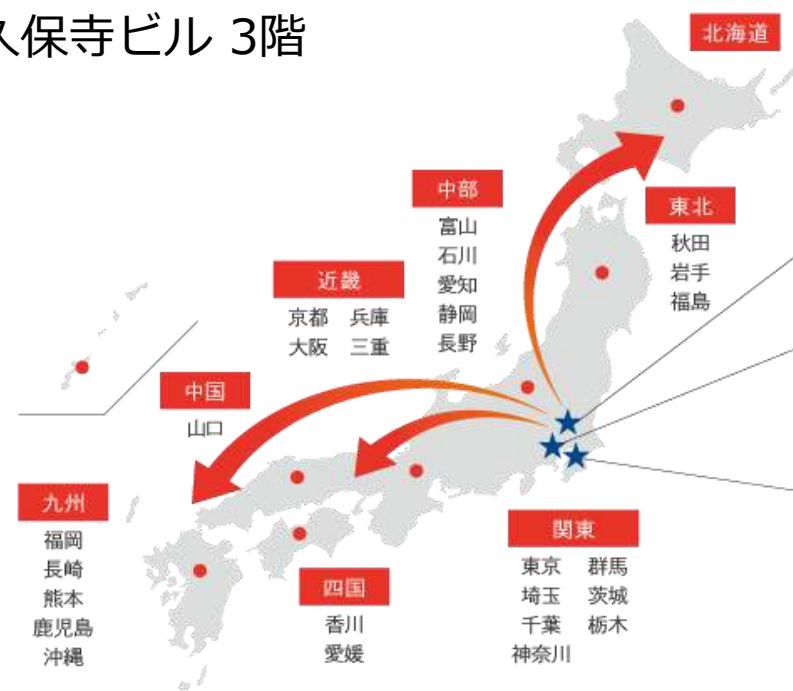 久保寺ビル 3階
北海道
東北
秋田
岩手
福島
中部
富山
石川
愛知
静岡
長野
近畿
京都 兵庫
大阪 三重
中国
山口
九州
福岡
長崎
熊本
鹿児島
沖縄
四国
香川
愛媛
関東
東京 群馬
埼玉 茨城
千葉 栃木
神奈川